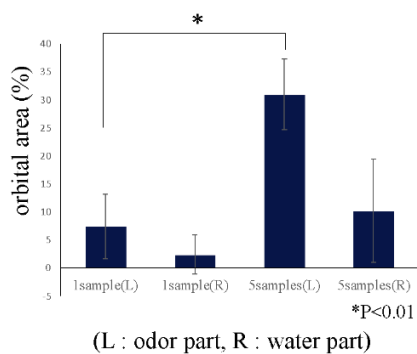 *
40
35
30
25
20
15
10
5
0
-5
orbital area (%)
1sample(L) 1sample(R) 5samples(L) 5samples(R)
*P<0.01
(L : odor part, R : water part)